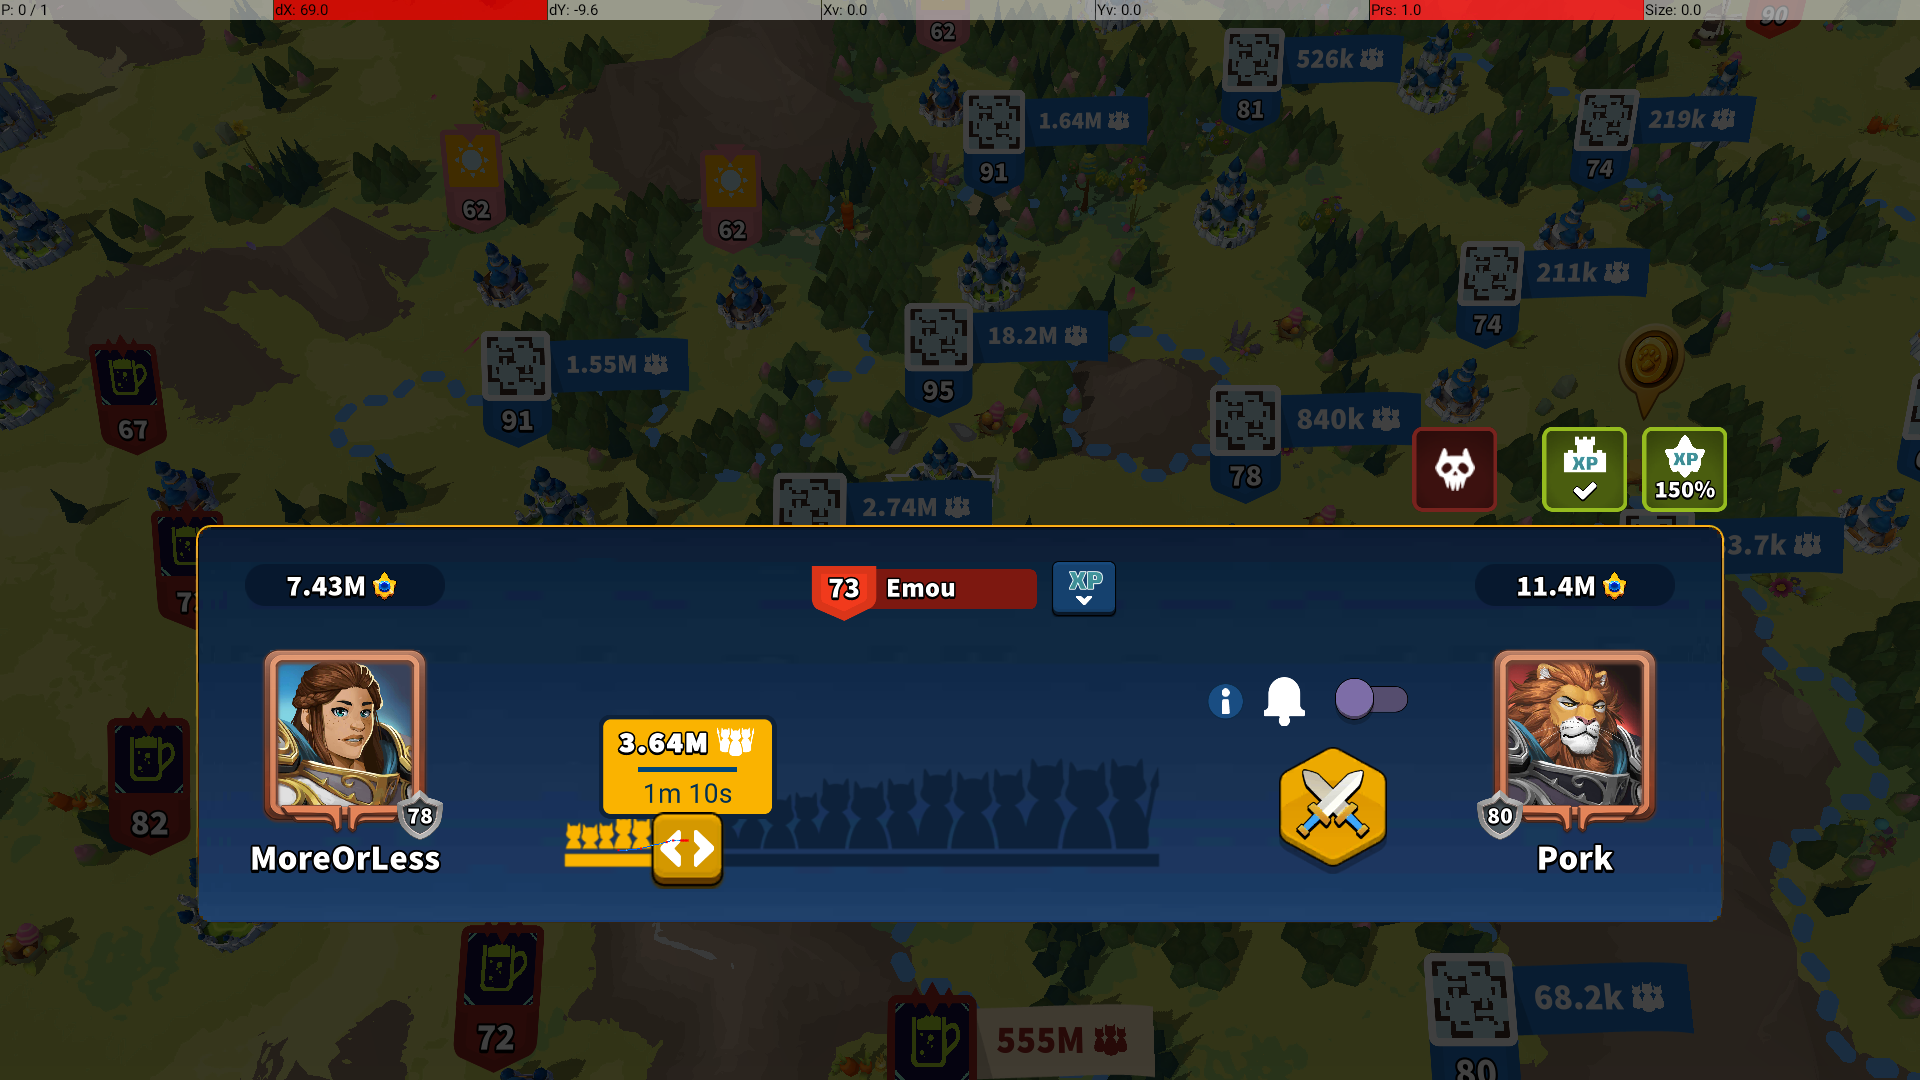 P: 0 / 1
dX: 69.0
dY: -9.6
Xv: 0.0
Yv: 0.0
Prs: 1.0
Size: 0.0
90
62
526k
81
1.64M
91
219k
74
62
62
211k
74
18.2M
95
1.55M
91
67
840k
78
2.74M
XP
XP
150%
3.7k
7.43M
73 Emou
XP
11.4M
3.64M
1m 10s
78
80
MoreOrLess
Pork
82
72
555M
68.2k
80